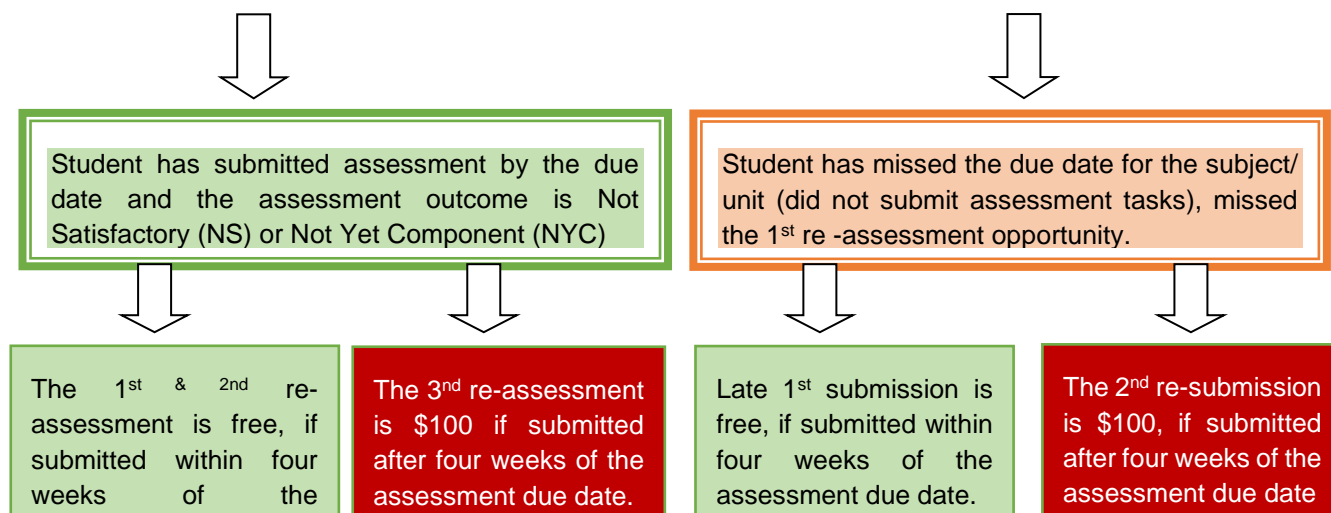 Student has submitted assessment by the due
date and the assessment outcome is Not
Satisfactory (NS) or Not Yet Component (NYC)
Student has missed the due date for the subject/
unit (did not submit assessment tasks), missed
the 1st re -assessment opportunity.
The 1st & 2nd re-
assessment is free, if
submitted within four
weeks of the
The 3nd re-assessment
is $100 if submitted
after four weeks of the
assessment due date.
Late 1st submission is
free, if submitted within
four weeks of the
assessment due date.
The 2nd re-submission
is $100, if submitted
after four weeks of the
assessment due date